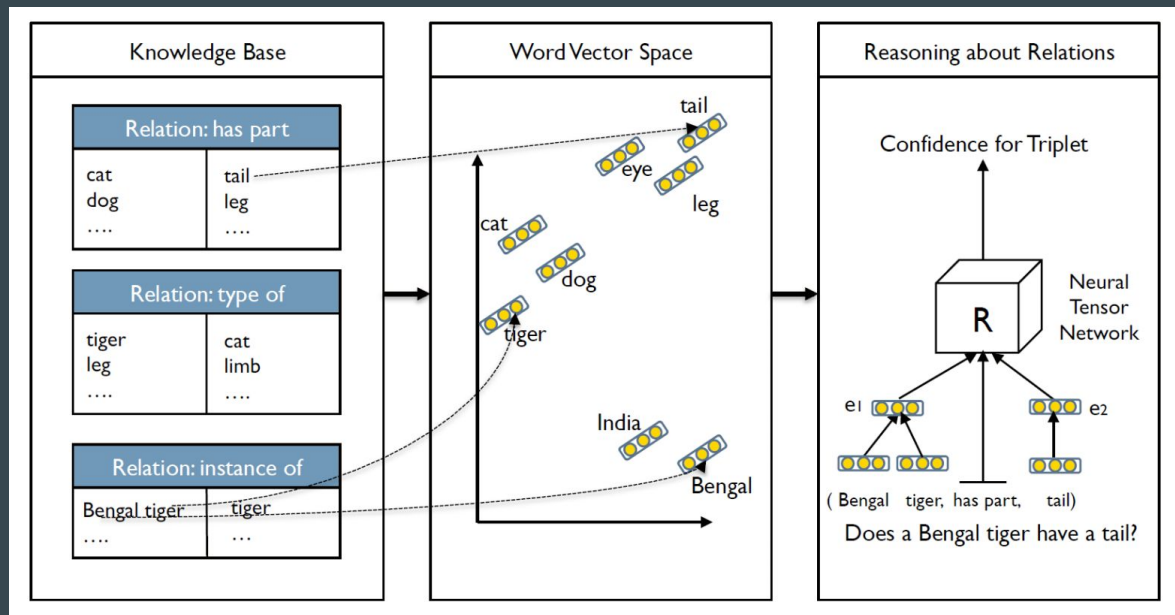 Knowledge Base
Relation: has part
cat
tail
dog
leg
....
....
Relation: type of
tiger
cat
leg
limb
....
....
Relation: instance of
Bengal tiger
tiger
....
...
Word Vector Space
tail
eye
leg
cat
dog
tiger
India
Bengal
Reasoning about Relations
Confidence for Triplet
R
Neural
Tensor
Network
e1
e2
( Bengal tiger, has part, tail)
Does a Bengal tiger have a tail?